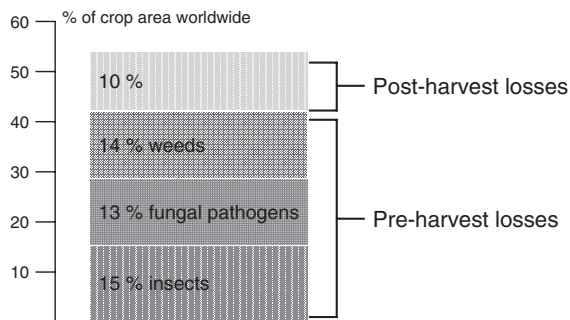 % of crop area worldwide
60
50
40
30
20
10
10 %
14 % weeds
13 % fungal pathogens
15 % insects
Post-harvest losses
Pre-harvest losses